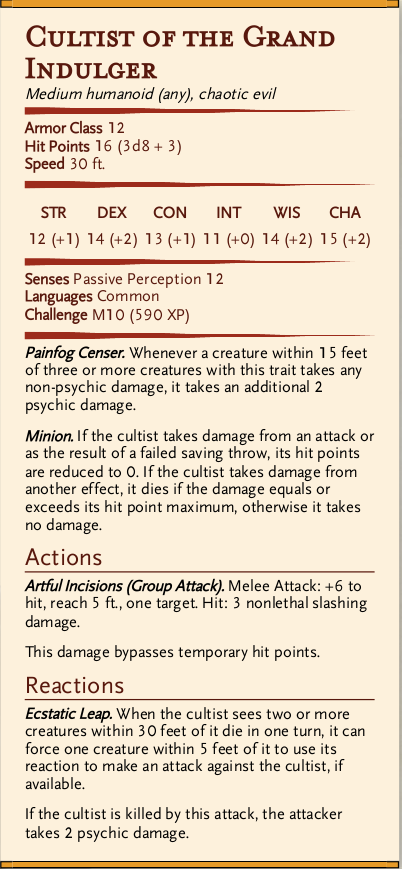 Cultist of the Grand
Indulger
Medium humanoid (any), chaotic evil
Armor Class 12
Hit Points 16 (3d8 + 3)
Speed 30 ft.
STR DEX CON INT WIS CHA
12 (+1) 14 (+2) 13 (+1) 11 (+0) 14 (+2) 15 (+2)
Senses Passive Perception 12
Languages Common
Challenge M10 (590 XP)
Painfog Censer. Whenever a creature within 15 feet
of three or more creatures with this trait takes any
non-psychic damage, it takes an additional 2
psychic damage.
Minion. If the cultist takes damage from an attack or
as the result of a failed saving throw, its hit points
are reduced to 0. If the cultist takes damage from
another effect, it dies if the damage equals or
exceeds its hit point maximum, otherwise it takes
no damage.
Actions
Artful Incisions (Group Attack). Melee Attack: +6 to
hit, reach 5 ft., one target. Hit: 3 nonlethal slashing
damage.
This damage bypasses temporary hit points.
Reactions
Ecstatic Leap. When the cultist sees two or more
creatures within 30 feet of it die in one turn, it can
force one creature within 5 feet of it to use its
reaction to make an attack against the cultist, if
available.
If the cultist is killed by this attack, the attacker
takes 2 psychic damage.